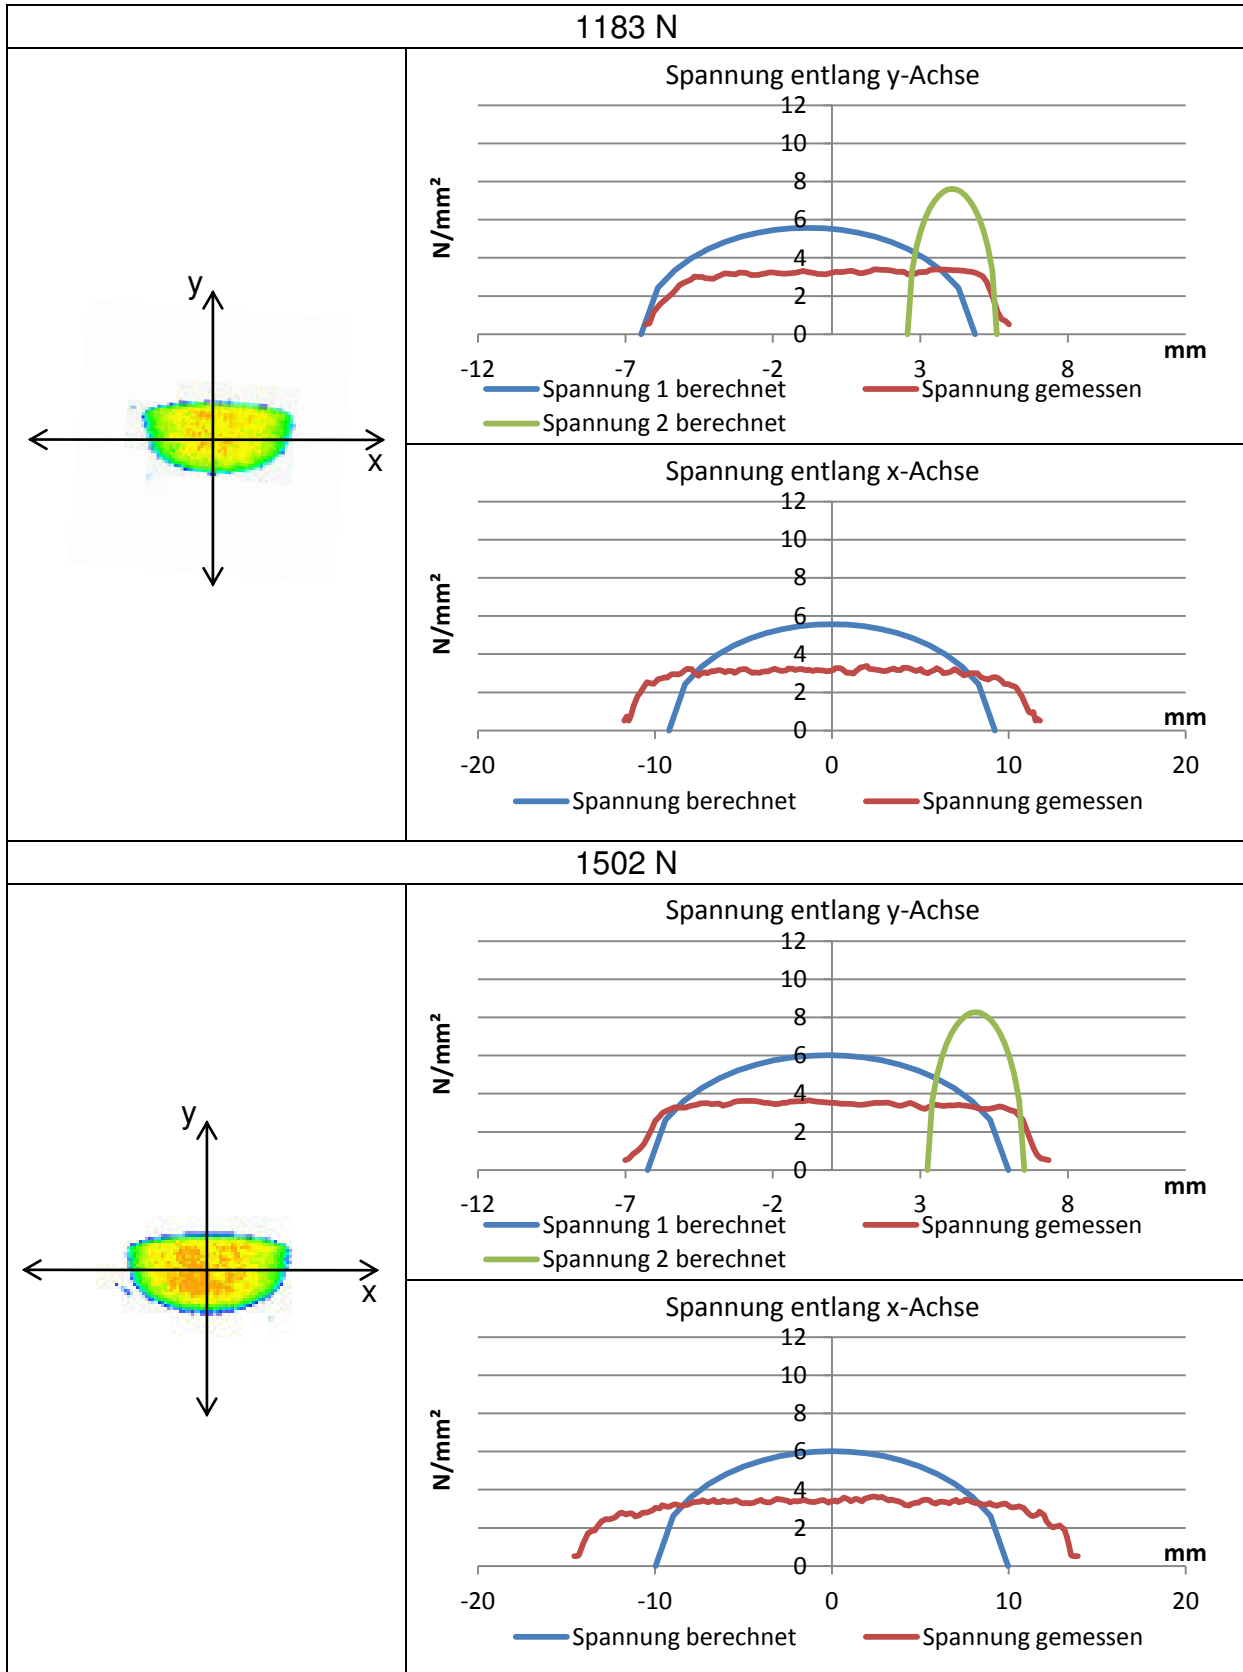 1183 N
y
x
Spannung entlang y-Achse
N/mm²
12
10
8
6
4
2
0
-12 -7 -2 3 8
mm
Spannung 1 berechnet Spannung gemessen
Spannung 2 berechnet
Spannung entlang x-Achse
N/mm²
12
10
8
6
4
2
0
mm
-20 -10 0 10 20
Spannung berechnet Spannung gemessen
1502 N
y
x
Spannung entlang y-Achse
N/mm²
12
10
8
6
4
2
0
-12 -7 -2 3 8
mm
Spannung 1 berechnet Spannung gemessen
Spannung 2 berechnet
Spannung entlang x-Achse
N/mm²
12
10
8
6
4
2
0
mm
-20 -10 0 10 20
Spannung berechnet Spannung gemessen